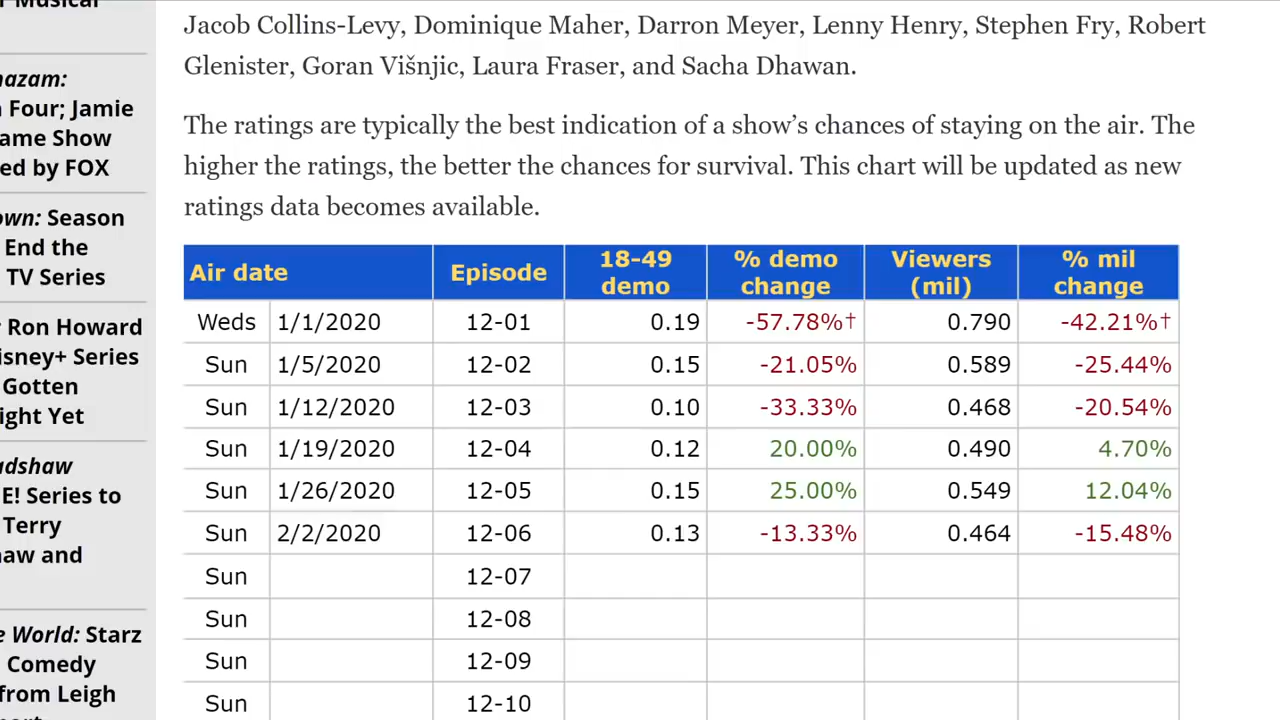 Musical
Jacob Collins-Levy, Dominique Maher, Darron Meyer, Lenny Henry, Stephen Fry, Robert
Glenister, Goran Višnjic, Laura Fraser, and Sacha Dhawan.
The ratings are typically the best indication of a show's chances of staying on the air. The
higher the ratings, the better the chances for survival. This chart will be updated as new
ratings data becomes available.
azam:
Four; Jamie
ame Show
ed by FOX
own: Season
End the
TV Series
Ron Howard
isney+ Series
Gotten
ight Yet
adshaw
E! Series to
Terry
aw and
e World: Starz
Comedy
from Leigh
Air date Episode 18-49 demo % demo change Viewers (mil) % mil change
Weds 1/1/2020 12-01 0.19 -57.78%† 0.790 -42.21%†
Sun 1/5/2020 12-02 0.15 -21.05% 0.589 -25.44%
Sun 1/12/2020 12-03 0.10 -33.33% 0.468 -20.54%
Sun 1/19/2020 12-04 0.12 20.00% 0.490 4.70%
Sun 1/26/2020 12-05 0.15 25.00% 0.549 12.04%
Sun 2/2/2020 12-06 0.13 -13.33% 0.464 -15.48%
Sun 12-07
Sun 12-08
Sun 12-09
Sun 12-10